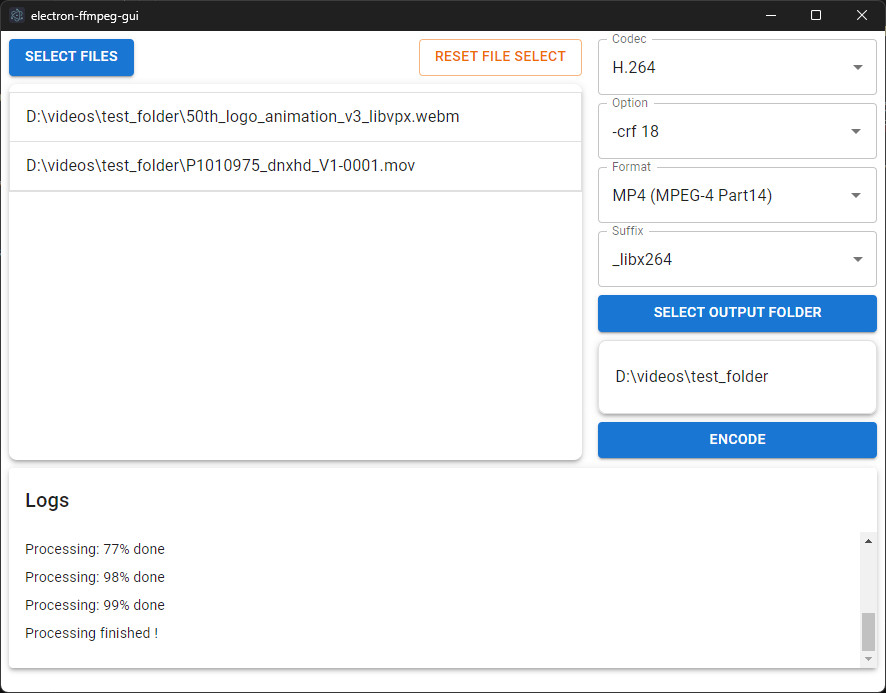 electron-ffmpeg-gui
SELECT FILES
RESET FILE SELECT
D:\videos\test_folder\50th_logo_animation_v3_libvpx.webm
D:\videos\test_folder\P1010975_dnxhd_V1-0001.mov
Codec
H.264
Option
-crf 18
Format
MP4 (MPEG-4 Part14)
Suffix
_libx264
SELECT OUTPUT FOLDER
D:\videos\test_folder
ENCODE
Logs
Processing: 77% done
Processing: 98% done
Processing: 99% done
Processing finished !